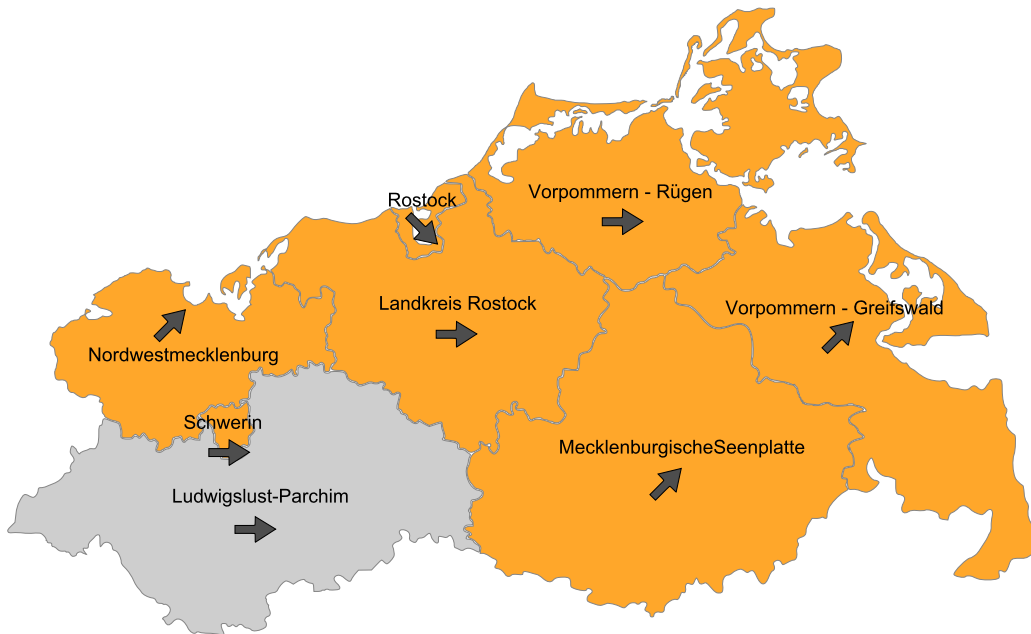 Vorpommern - Rügen
Rostock
Landkreis Rostock
Vorpommern - Greifswald
Nordwestmecklenburg
Schwerin
MecklenburgischeSeenplatte
Ludwigslust-Parchim